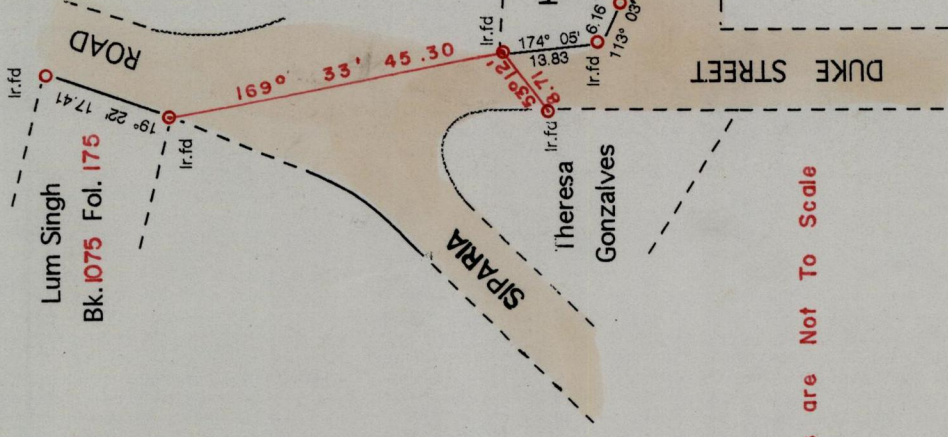 ROAD
Ir.fd
19° 22' 17.41
Ir.fd
169° 33' 45.30
Ir.fd
174° 05'
13.83
53° 12'
8.71
Ir.fd
Ir.fd
6.16
DUKE STREET
SIPARIA
Lum Singh
Bk.1075 Fol. 175
Theresa
Gonzalves
are Not To Scale